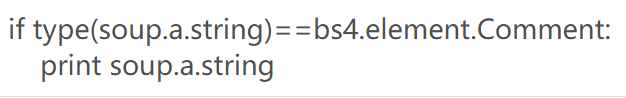 if type(soup.a.string)==bs4.element.Comment:
    print soup.a.string